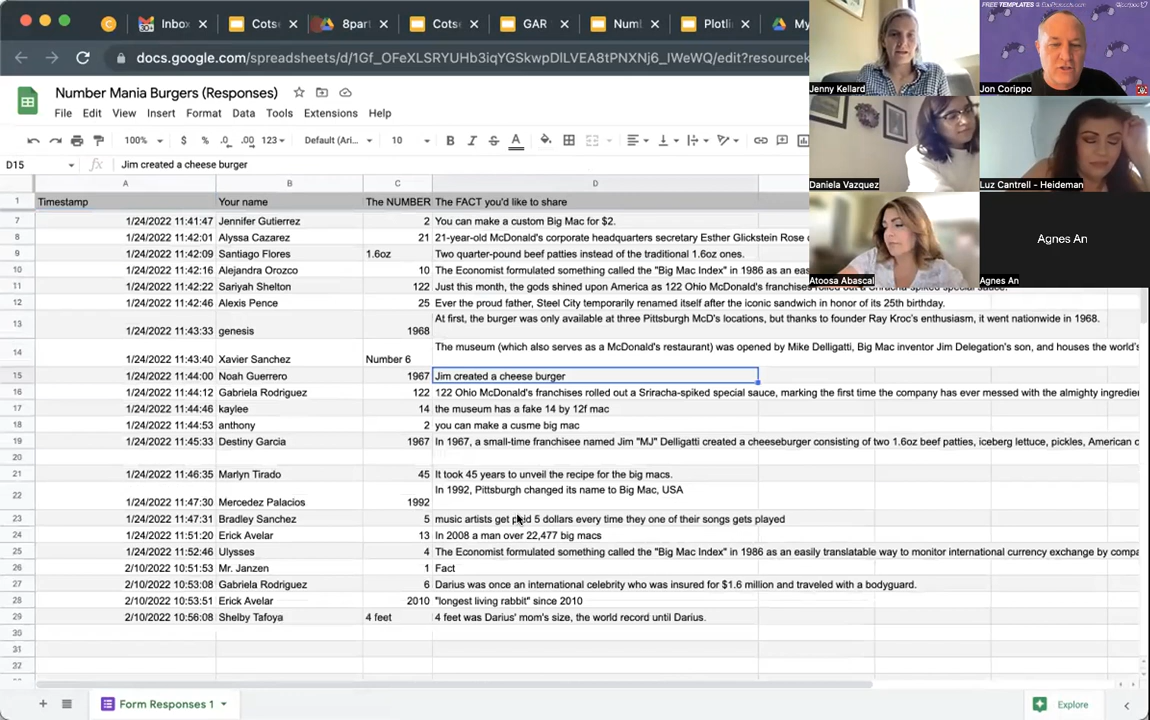 Inbox
Cotse
8part
Cotse
GAR
Numl
Plotli
My
docs.google.com/spreadsheets/d/1Gf_OFeXLSRYUHb3iqYGSkwpDlLVEA8tPNXNj6_IWeWQ/edit?resourcek
Number Mania Burgers (Responses)
File Edit View Insert Format Data Tools Extensions Help
100% $ % .0 .00 123 Default (Ari... 10 B I S A
D15 fx Jim created a cheese burger
A B C D
1 Timestamp Your name The NUMBER The FACT you'd like to share
7 1/24/2022 11:41:47 Jennifer Gutierrez 2 You can make a custom Big Mac for $2.
8 1/24/2022 11:42:01 Alyssa Cazarez 21 21-year-old McDonald's corporate headquarters secretary Esther Glickstein Rose
9 1/24/2022 11:42:09 Santiago Flores 1.6oz Two quarter-pound beef patties instead of the traditional 1.6oz ones.
10 1/24/2022 11:42:16 Alejandra Orozco 10 The Economist formulated something called the "Big Mac Index" in 1986 as an eas
11 1/24/2022 11:42:22 Sariyah Shelton 122 Just this month, the gods shined upon America as 122 Ohio McDonald's franchises rolled out a Sriracha-spiked special sauce.
12 1/24/2022 11:42:46 Alexis Pence 25 Ever the proud father, Steel City temporarily renamed itself after the iconic sandwich in honor of its 25th birthday.
13 1/24/2022 11:43:33 genesis 1968 At first, the burger was only available at three Pittsburgh McD's locations, but thanks to founder Ray Kroc's enthusiasm, it went nationwide in 1968.
14 1/24/2022 11:43:40 Xavier Sanchez Number 6 The museum (which also serves as a McDonald's restaurant) was opened by Mike Delligatti, Big Mac inventor Jim Delegation's son, and houses the world's
15 1/24/2022 11:44:00 Noah Guerrero 1967 Jim created a cheese burger
16 1/24/2022 11:44:12 Gabriela Rodriguez 122 122 Ohio McDonald's franchises rolled out a Sriracha-spiked special sauce, marking the first time the company has ever messed with the almighty ingredien
17 1/24/2022 11:44:46 kaylee 14 the museum has a fake 14 by 12f mac
18 1/24/2022 11:44:53 anthony 2 you can make a cusme big mac
19 1/24/2022 11:45:33 Destiny Garcia 1967 In 1967, a small-time franchisee named Jim "MJ" Delligatti created a cheeseburger consisting of two 1.6oz beef patties, iceberg lettuce, pickles, American c
20
21 1/24/2022 11:46:35 Marlyn Tirado 45 It took 45 years to unveil the recipe for the big macs.
22 1/24/2022 11:47:30 Mercedez Palacios 1992 In 1992, Pittsburgh changed its name to Big Mac, USA
23 1/24/2022 11:47:31 Bradley Sanchez 5 music artists get paid 5 dollars every time they one of their songs gets played
24 1/24/2022 11:51:20 Erick Avelar 13 In 2008 a man over 22,477 big macs
25 1/24/2022 11:52:46 Ulysses 4 The Economist formulated something called the "Big Mac Index" in 1986 as an easily translatable way to monitor international currency exchange by compa
26 2/10/2022 10:51:53 Mr. Janzen 1 Fact
27 2/10/2022 10:53:08 Gabriela Rodriguez 6 Darius was once an international celebrity who was insured for $1.6 million and traveled with a bodyguard.
28 2/10/2022 10:53:51 Erick Avelar 2010 "longest living rabbit" since 2010
29 2/10/2022 10:56:08 Shelby Tafoya 4 feet 4 feet was Darius' mom's size, the world record until Darius.
30
31
32
Form Responses 1
Explore
FREE TEMPLATES
Jenny Kellard
Jon Corippo
Daniela Vazquez
Luz Cantrell - Heideman
Atoosa Abascal
Agnes An
Agnes An